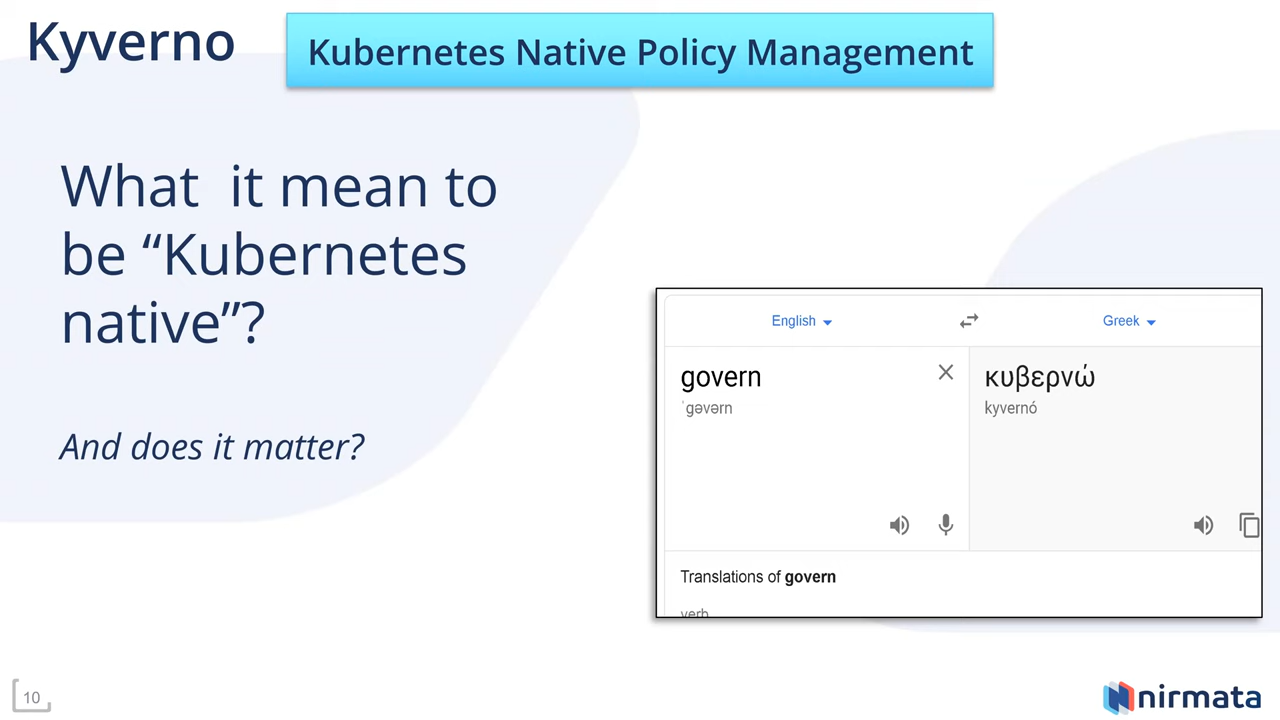 Kyverno
Kubernetes Native Policy Management
What  it mean to
be “Kubernetes
native”?
And does it matter?
English
Greek
govern
ˈgəvərn
κυβερνώ
kyvernó
Translations of govern
verb
10
nirmata